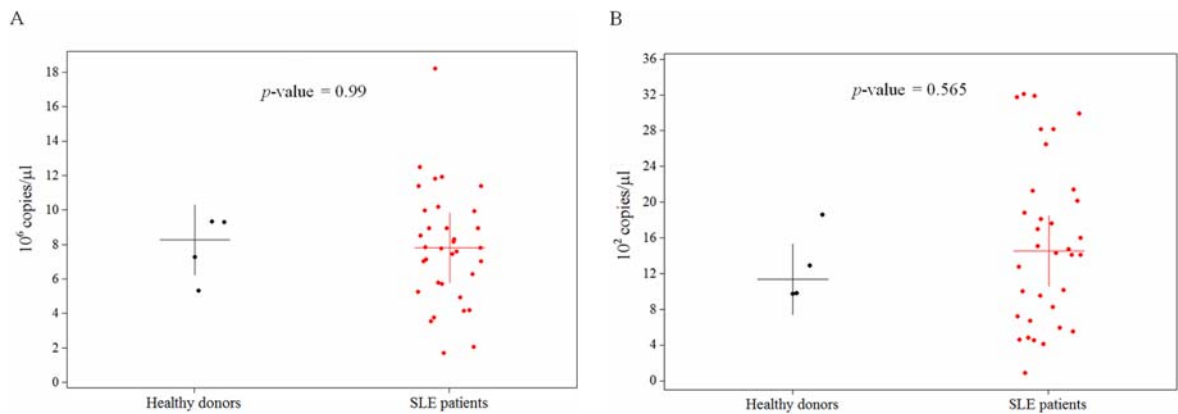 A
18
16
14
12
10
8
6
4
2
0
10⁶ copies/µl
p-value = 0.99
Healthy donors SLE patients
B
36
32
28
24
20
16
12
8
4
0
10² copies/µl
p-value = 0.565
Healthy donors SLE patients